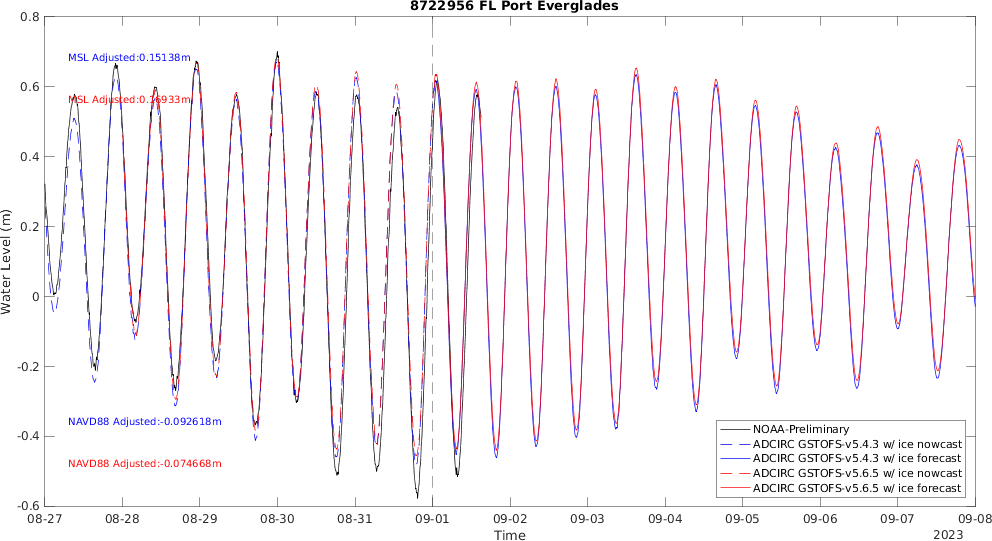 8722956 FL Port Everglades
0.8
0.6
0.4
0.2
0
-0.2
-0.4
-0.6
Water Level (m)
MSL Adjusted:0.15138m
MSL Adjusted:0.16933m
NAVD88 Adjusted:-0.092618m
NAVD88 Adjusted:-0.074668m
NOAA-Preliminary
ADCIRC GSTOFS-v5.4.3 w/ ice nowcast
ADCIRC GSTOFS-v5.4.3 w/ ice forecast
ADCIRC GSTOFS-v5.6.5 w/ ice nowcast
ADCIRC GSTOFS-v5.6.5 w/ ice forecast
08-27 08-28 08-29 08-30 08-31 09-01 09-02 09-03 09-04 09-05 09-06 09-07 09-08
Time
2023